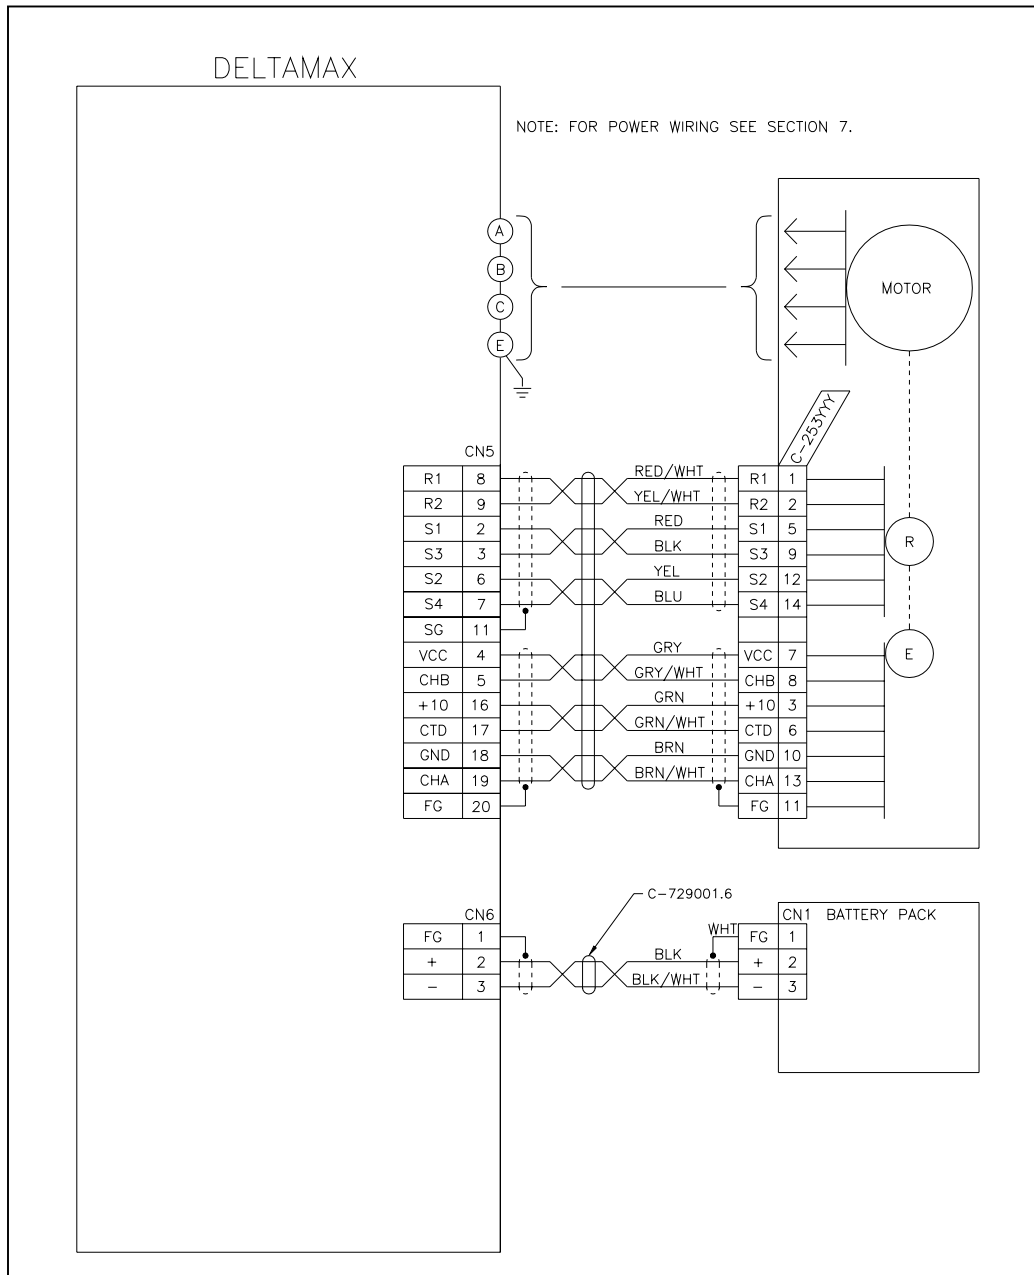 DELTAMAX
NOTE: FOR POWER WIRING SEE SECTION 7.
A
B
C
E
MOTOR
C-253YYY
CN5
R1 8 RED/WHT R1 1
R2 9 YEL/WHT R2 2
S1 2 RED S1 5
S3 3 BLK S3 9
R
S2 6 YEL S2 12
S4 7 BLU S4 14
SG 11
VCC 4 GRY VCC 7
E
CHB 5 GRY/WHT CHB 8
+10 16 GRN +10 3
CTD 17 GRN/WHT CTD 6
GND 18 BRN GND 10
CHA 19 BRN/WHT CHA 13
FG 20 FG 11
C-729001.6
CN6 CN1 BATTERY PACK
FG 1 WHT FG 1
+ 2 BLK + 2
- 3 BLK/WHT - 3